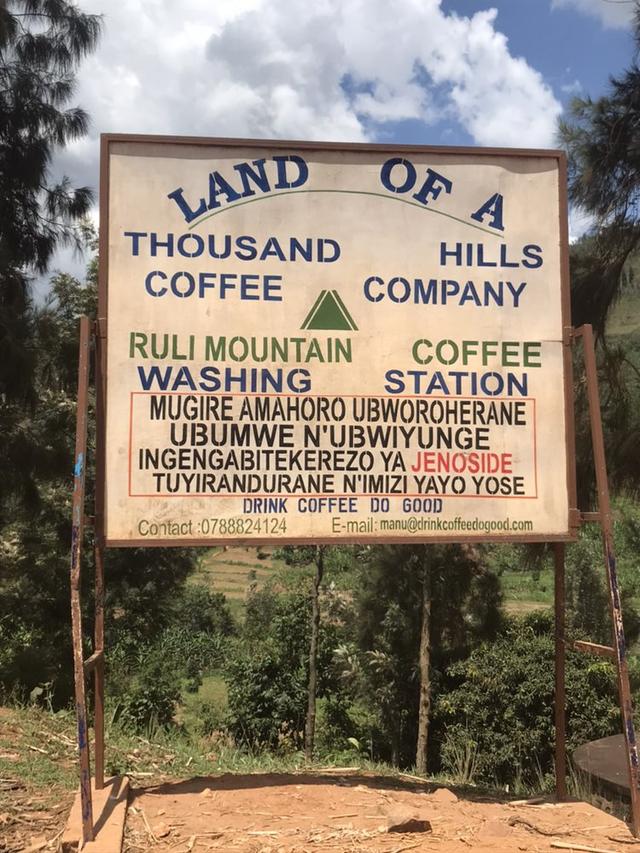 LAND OF A
THOUSAND HILLS
COFFEE COMPANY
RULI MOUNTAIN COFFEE
WASHING STATION
MUGIRE AMAHORO UBWOROHERANE
UBUMWE N'UBWIYUNGE
INGENGABITEKEREZO YA JENOSIDE
TUYIRANDURANE N'IMIZI YAYO YOSE
DRINK COFFEE DO GOOD
Contact :0788824124 E-mail: manu@drinkcoffeedogood.com